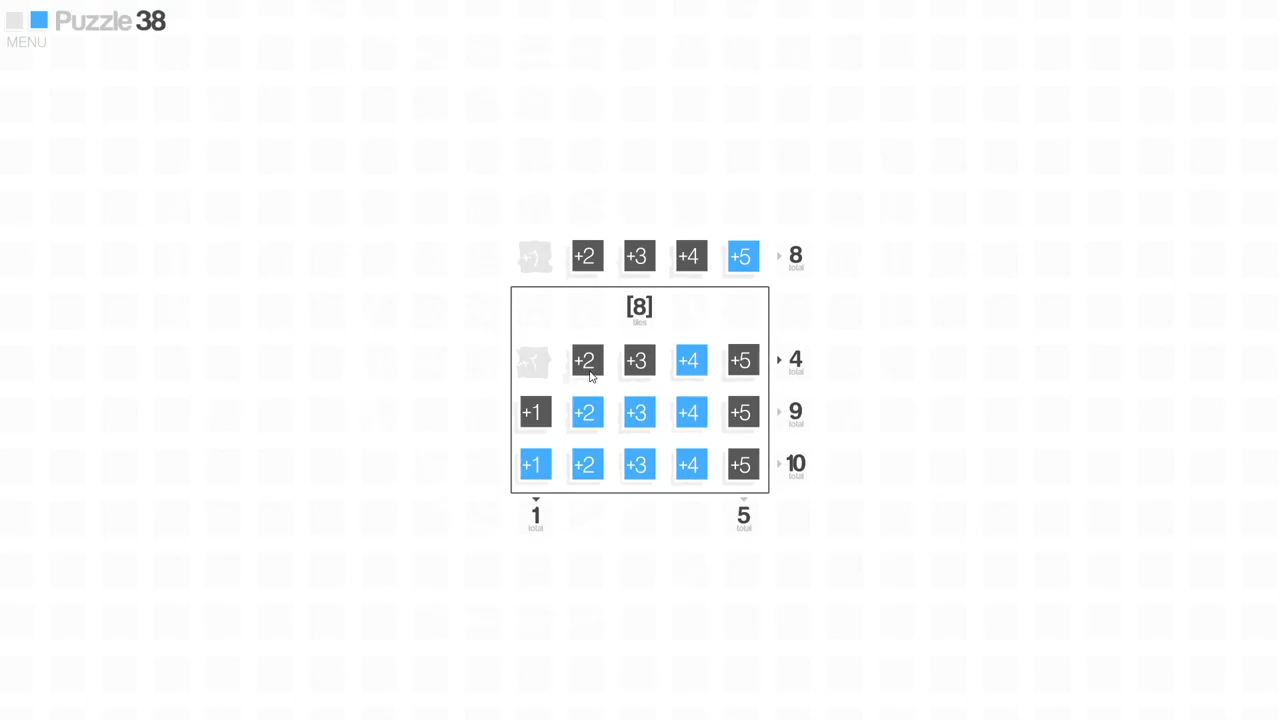 Puzzle 38
MENU
+1 +2 +3 +4 +5 8
total
[8]
tiles
+2 +3 +4 +5 4
total
+1 +2 +3 +4 +5 9
total
+1 +2 +3 +4 +5 10
total
1 5
total total